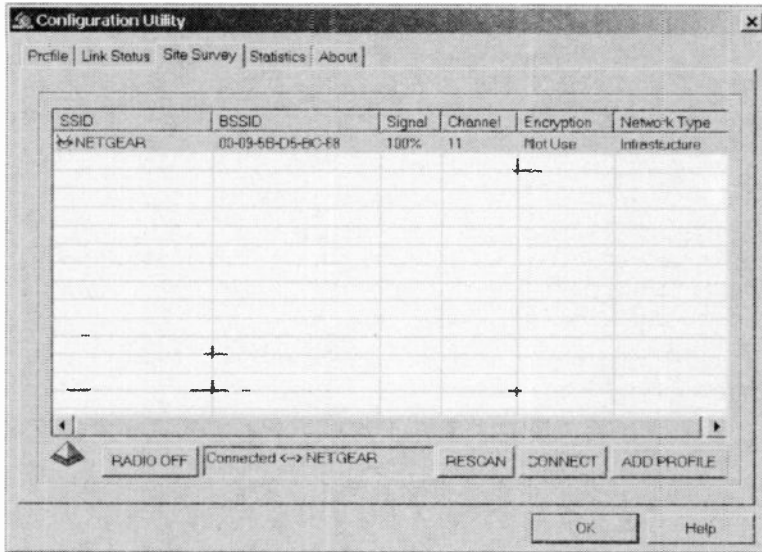 Configuration Utility
Profile Link Status Site Survey Statistics About
SSID BSSID Signal Channel Encryption Network Type
NETGEAR 00-09-5B-D5-BC-E8 100% 11 Not Use Infrastructure
RADIO OFF Connected <--> NETGEAR RESCAN CONNECT ADD PROFILE
OK Help